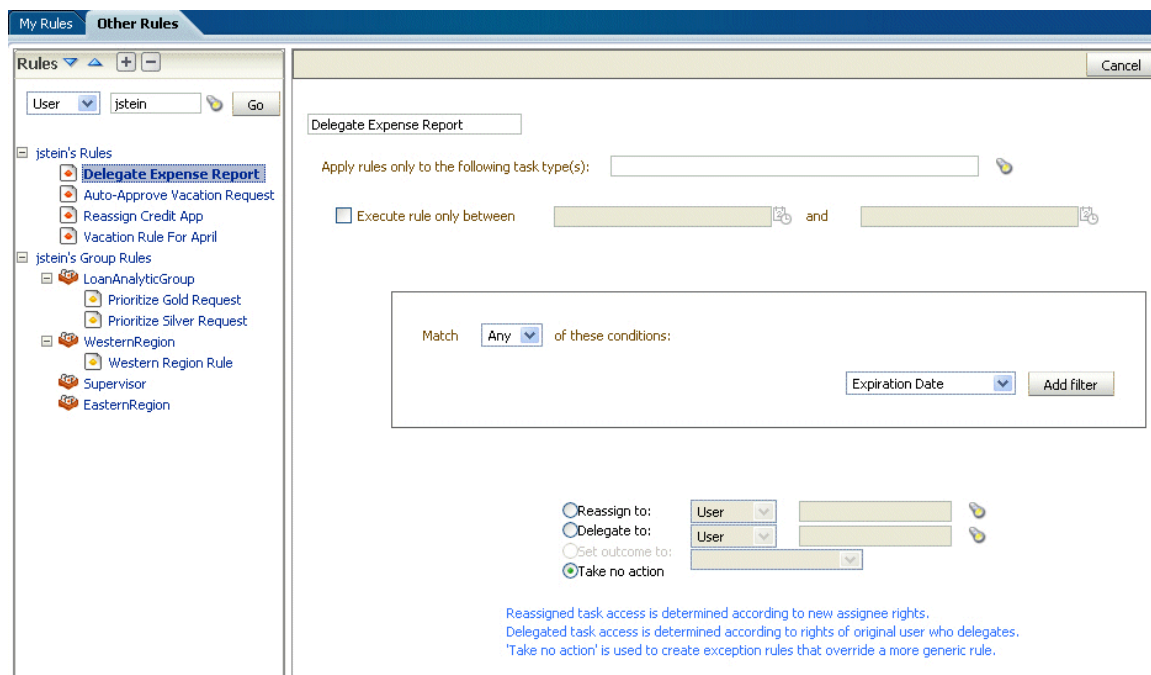 My Rules Other Rules
Rules
User jstein Go
jstein's Rules
Delegate Expense Report
Auto-Approve Vacation Request
Reassign Credit App
Vacation Rule For April
jstein's Group Rules
LoanAnalyticGroup
Prioritize Gold Request
Prioritize Silver Request
WesternRegion
Western Region Rule
Supervisor
EasternRegion
Cancel
Delegate Expense Report
Apply rules only to the following task type(s):
Execute rule only between and
Match Any of these conditions:
Expiration Date Add filter
Reassign to: User
Delegate to: User
Set outcome to:
Take no action
Reassigned task access is determined according to new assignee rights.
Delegated task access is determined according to rights of original user who delegates.
'Take no action' is used to create exception rules that override a more generic rule.